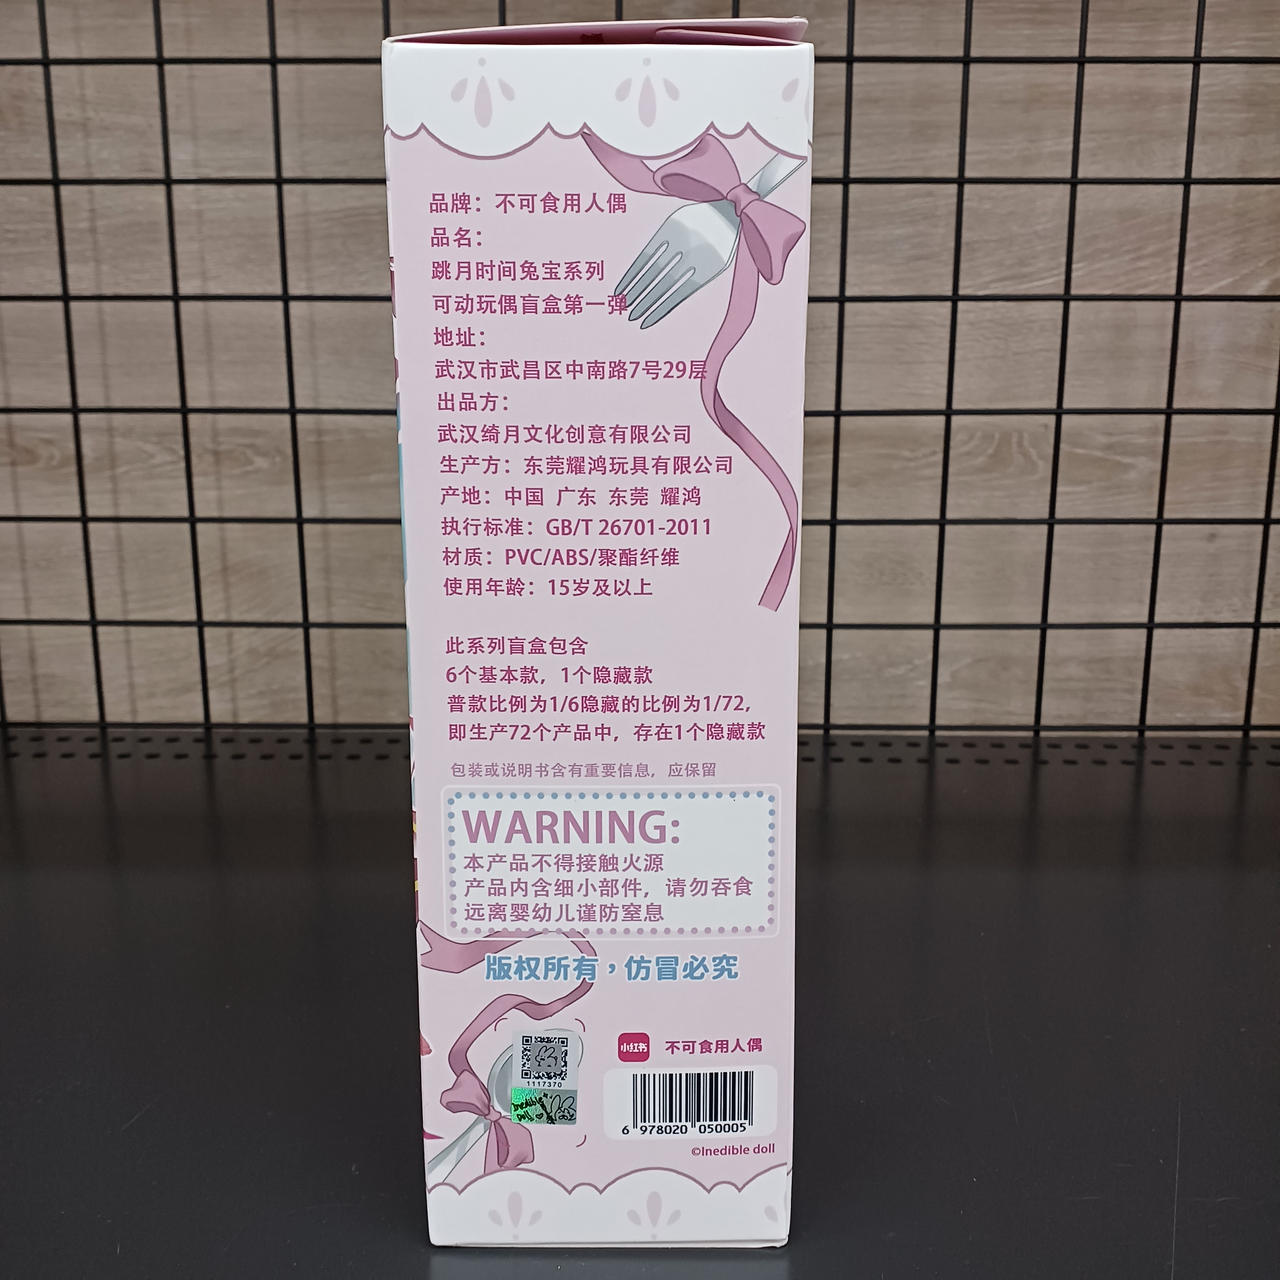 品牌：不可食用人偶
品名：
跳月时间兔宝系列
可动玩偶盲盒第一弹
地址：
武汉市武昌区中南路7号29层
出品方：
武汉绮月文化创意有限公司
生产方：东莞耀鸿玩具有限公司
产地：中国 广东 东莞 耀鸿
执行标准：GB/T 26701-2011
材质：PVC/ABS/聚酯纤维
使用年龄：15岁及以上
此系列盲盒包含
6个基本款，1个隐藏款
普款比例为1/6隐藏的比例为1/72，
即生产72个产品中，存在1个隐藏款
包装或说明书含有重要信息，应保留
WARNING:
本产品不得接触火源
产品内含细小部件，请勿吞食
远离婴幼儿谨防窒息
版权所有，仿冒必究
小红书 不可食用人偶
1117370
Inedible Doll
6 978020 050005
©Inedible doll